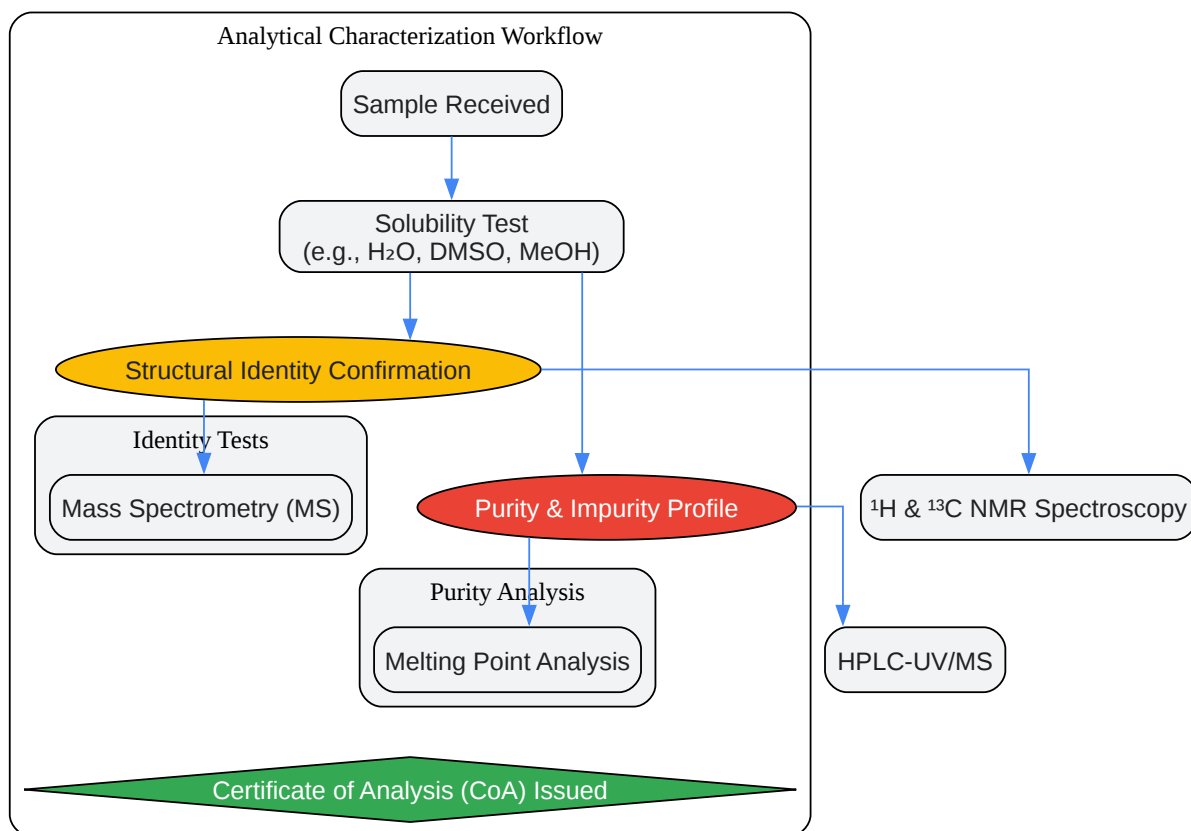 Analytical Characterization Workflow
Sample Received
Solubility Test
(e.g., H₂O, DMSO, MeOH)
Structural Identity Confirmation
Identity Tests
Mass Spectrometry (MS)
Purity & Impurity Profile
¹H & ¹³C NMR Spectroscopy
Purity Analysis
Melting Point Analysis
HPLC-UV/MS
Certificate of Analysis (CoA) Issued